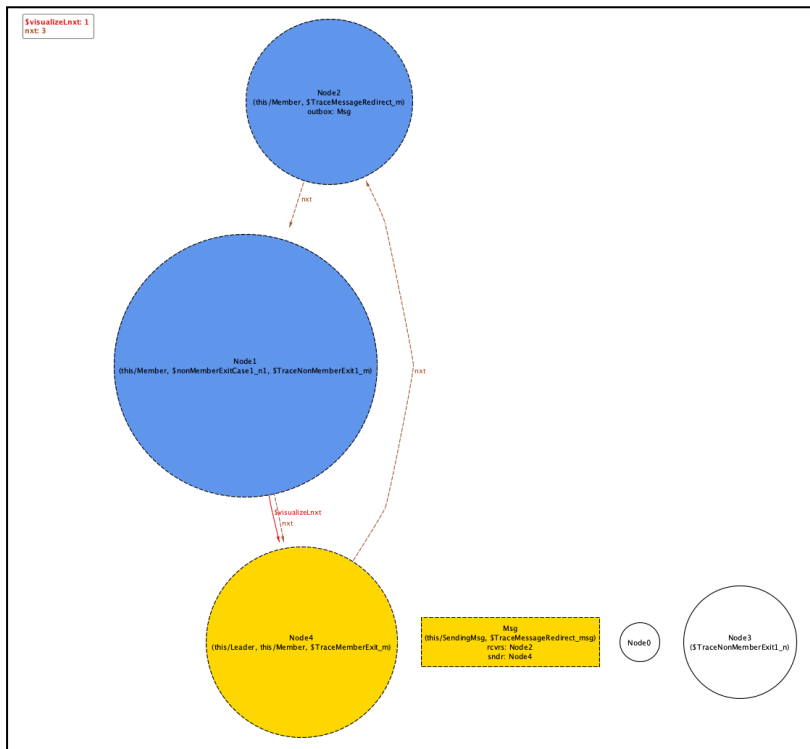 $visualizeLnxt: 1
nxt: 3
Node2
(this/Member, $TraceMessageRedirect_m)
outbox: Msg
nxt
Node1
(this/Member, $nonMemberExitCase1_n1, $TraceNonMemberExit1_m)
nxt
$visualizeLnxt
nxt
Node4
(this/Leader, this/Member, $TraceMemberExit_m)
Msg
(this/SendingMsg, $TraceMessageRedirect_msg)
rcvrs: Node2
sndr: Node4
Node0
Node3
($TraceNonMemberExit1_n)